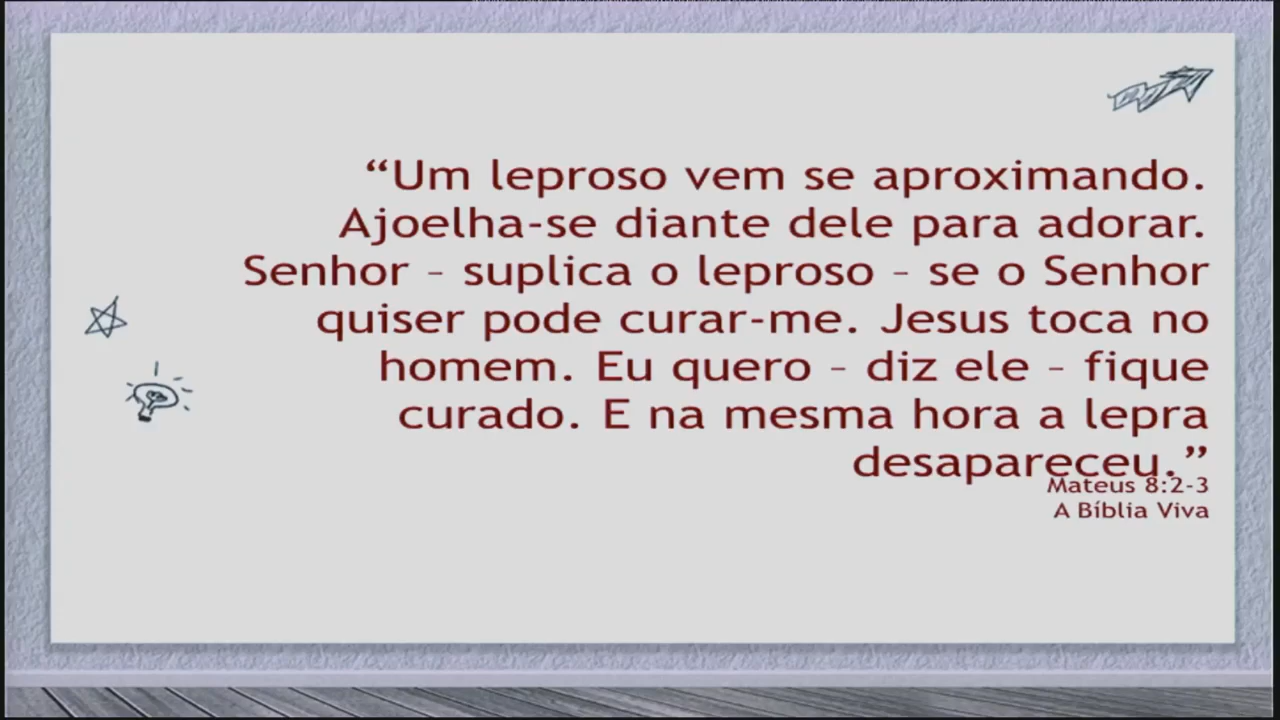 “Um leproso vem se aproximando.
Ajoelha-se diante dele para adorar.
Senhor – suplica o leproso – se o Senhor
quiser pode curar-me. Jesus toca no
homem. Eu quero – diz ele – fique
curado. E na mesma hora a lepra
desapareceu.”
Mateus 8:2-3
A Bíblia Viva